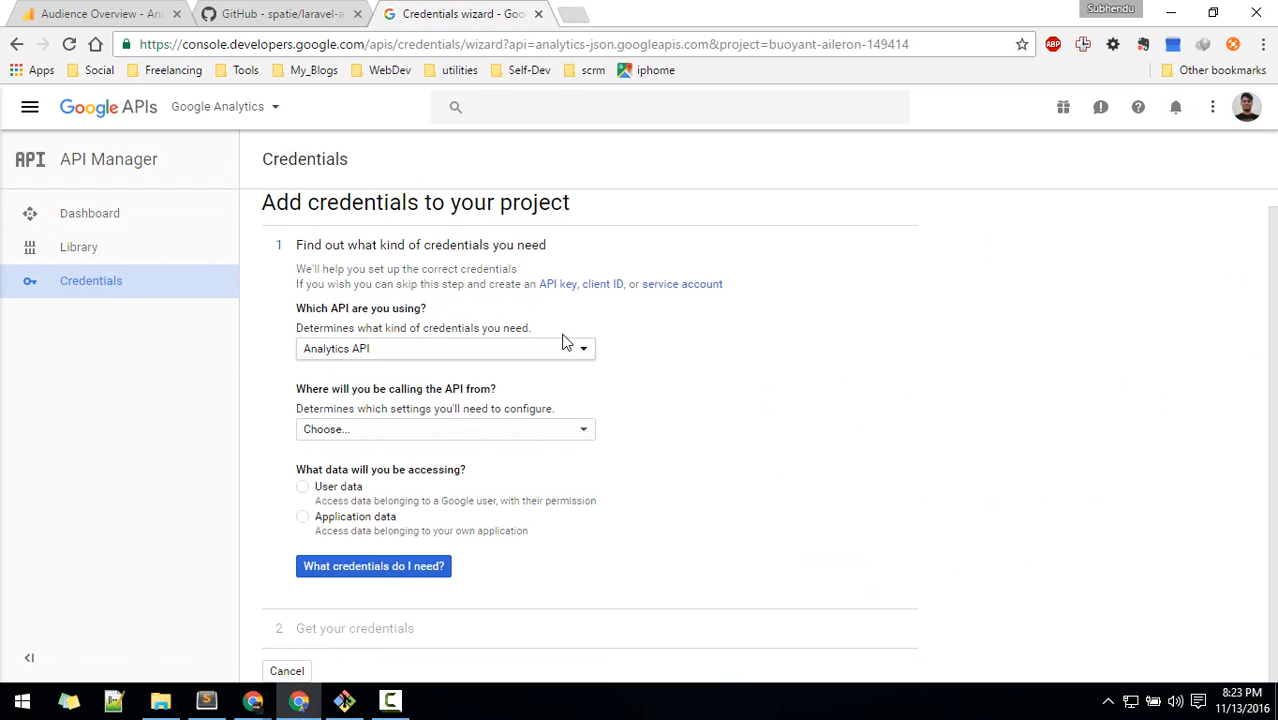 Audience Overview - Ana
GitHub - spatie/laravel-a
Credentials wizard - Goo
Subhendu
https://console.developers.google.com/apis/credentials/wizard?api=analytics-json.googleapis.com&project=buoyant-aileron-149414
ABP
Apps
Social
Freelancing
Tools
My_Blogs
WebDev
utilities
Self-Dev
scrm
iphone
Other bookmarks
Google APIs
Google Analytics
API
API Manager
Credentials
Dashboard
Library
Credentials
Add credentials to your project
1 Find out what kind of credentials you need
We'll help you set up the correct credentials
If you wish you can skip this step and create an API key, client ID, or service account
Which API are you using?
Determines what kind of credentials you need.
Analytics API
Where will you be calling the API from?
Determines which settings you'll need to configure.
Choose...
What data will you be accessing?
User data
Access data belonging to a Google user, with their permission
Application data
Access data belonging to your own application
What credentials do I need?
2 Get your credentials
Cancel
8:23 PM
11/13/2016